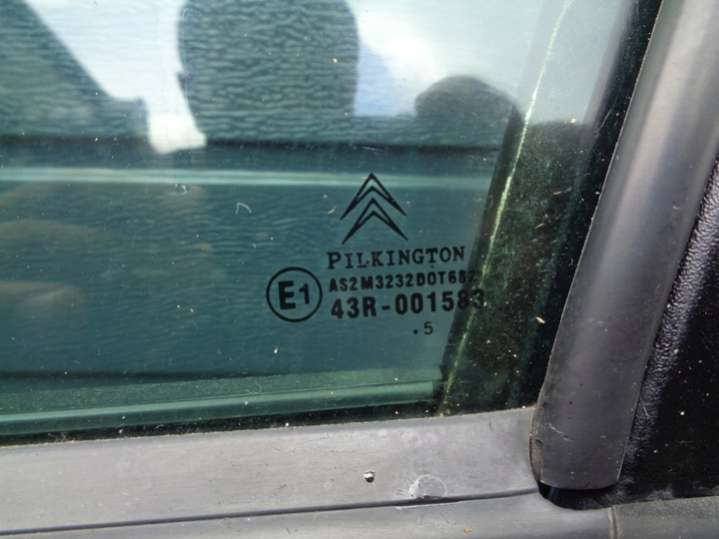 PILKINGTON
E1
AS2 M3232 DOT682
43R-001583
.5